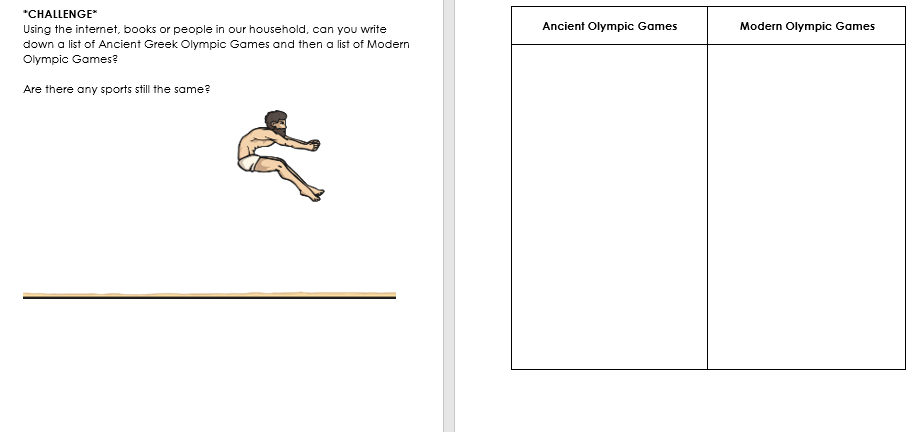 *CHALLENGE*
Using the internet, books or people in our household, can you write
down a list of Ancient Greek Olympic Games and then a list of Modern
Olympic Games?
Are there any sports still the same?
Ancient Olympic Games
Modern Olympic Games